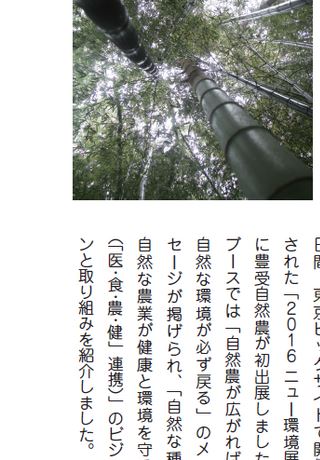 日間、東京ビッグサイトで開
された「2016ニュー環境展
に豊受自然農が初出展しました
ブースでは「自然農が広がれば
自然な環境が必ず戻る」のメ
セージが掲げられ、「自然な種
自然な農業が健康と環境を守
(「医・食・農・健」連携)」のビジ
ンと取り組みを紹介しました。